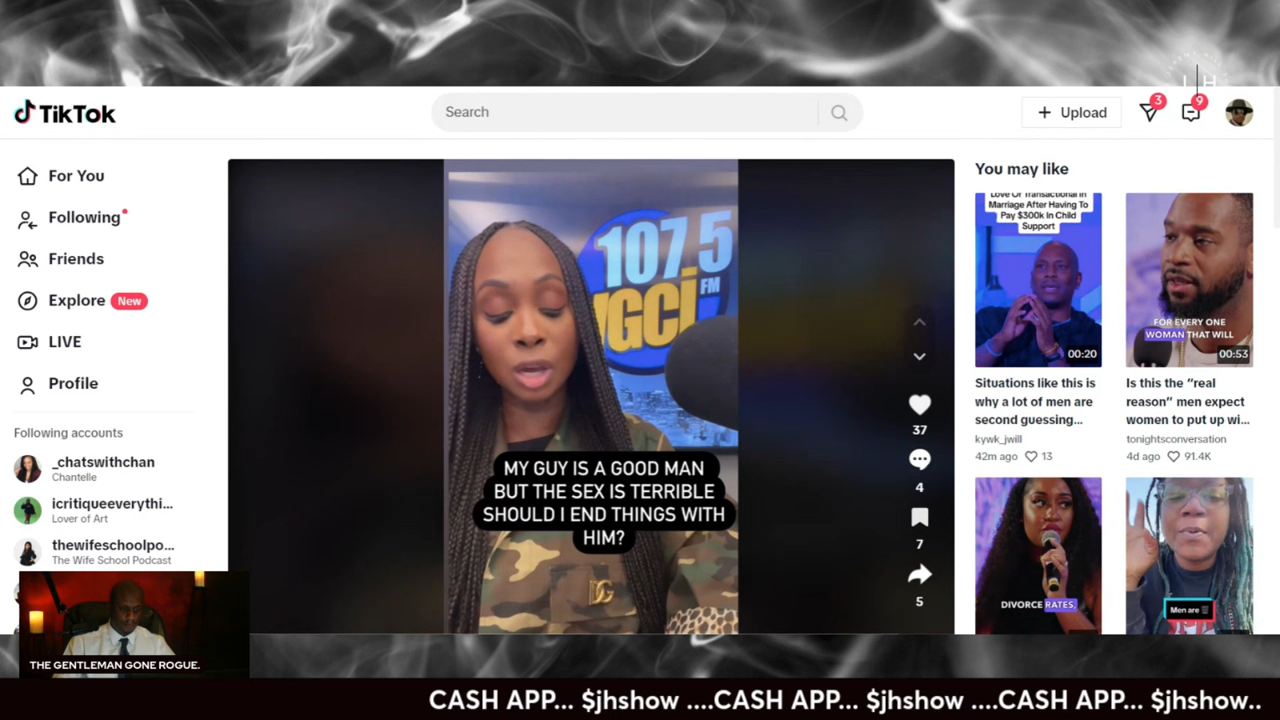 LH
TikTok
Search
Upload
3
9
For You
Following
Friends
Explore New
LIVE
Profile
Following accounts
_chatswithchan
Chantelle
icritiqueeverythi...
Lover of Art
thewifeschoolpo...
The Wife School Podcast
107.5
FM
WGCI
MY GUY IS A GOOD MAN
BUT THE SEX IS TERRIBLE
SHOULD I END THINGS WITH
HIM?
DG
37
4
7
5
You may like
Love Or Transactional in
Marriage After Having To
Pay $300k In Child
Support
00:20
Situations like this is
why a lot of men are
second guessing...
kywk_jwill
42m ago 13
FOR EVERY ONE
WOMAN THAT WILL
00:53
Is this the “real
reason” men expect
women to put up wi...
tonightsconversation
4d ago 91.4K
DIVORCE RATES,
Men are
THE GENTLEMAN GONE ROGUE.
CASH APP... $jhshow ....CASH APP... $jhshow ....CASH APP... $jhshow..